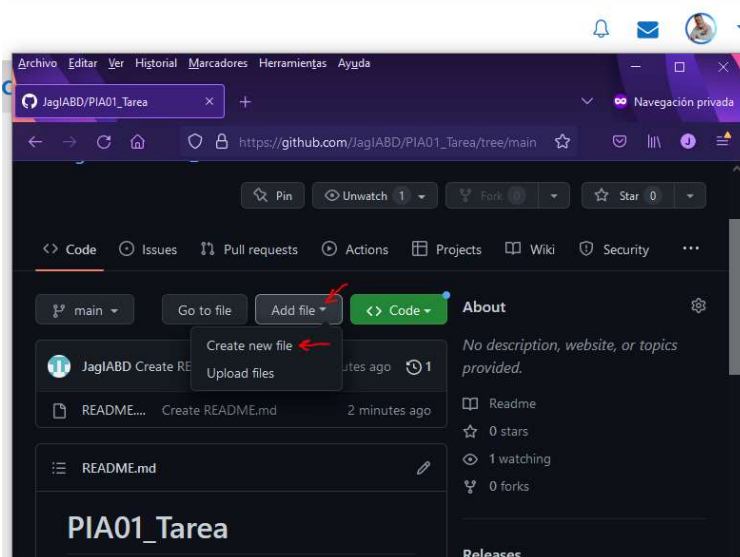 Archivo Editar Ver Historial Marcadores Herramientas Ayuda
JagIABD/PIA01_Tarea
Navegación privada
https://github.com/JagIABD/PIA01_Tarea/tree/main
J
Pin
Unwatch 1
Fork 0
Star 0
Code Issues Pull requests Actions Projects Wiki Security
main
Go to file
Add file
Code
About
Create new file
Upload files
No description, website, or topics
provided.
JagIABD Create RE
utes ago 1
README.... Create README.md 2 minutes ago
Readme
0 stars
1 watching
0 forks
README.md
PIA01_Tarea
Releases